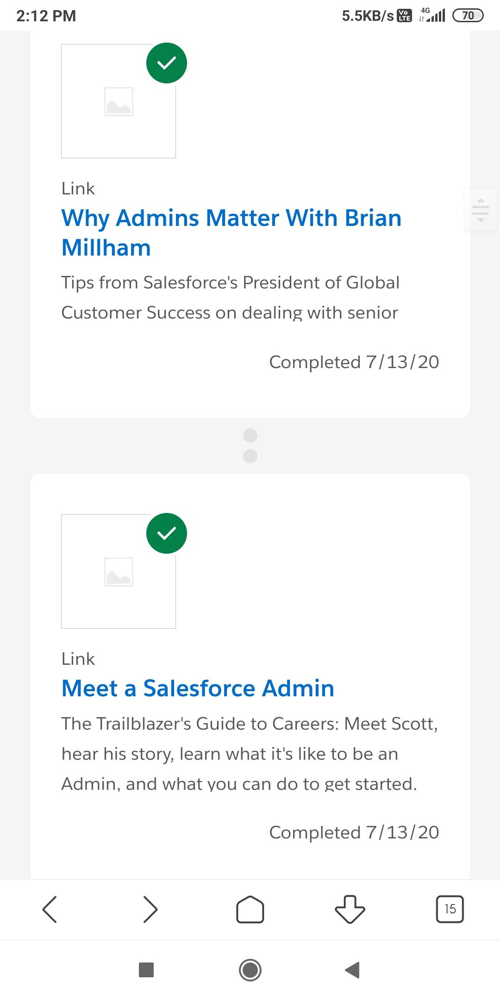 2:12 PM
5.5KB/s Vo LTE 4G 70
Link
Why Admins Matter With Brian
Millham
Tips from Salesforce's President of Global
Customer Success on dealing with senior
Completed 7/13/20
Link
Meet a Salesforce Admin
The Trailblazer's Guide to Careers: Meet Scott,
hear his story, learn what it's like to be an
Admin, and what you can do to get started.
Completed 7/13/20
15